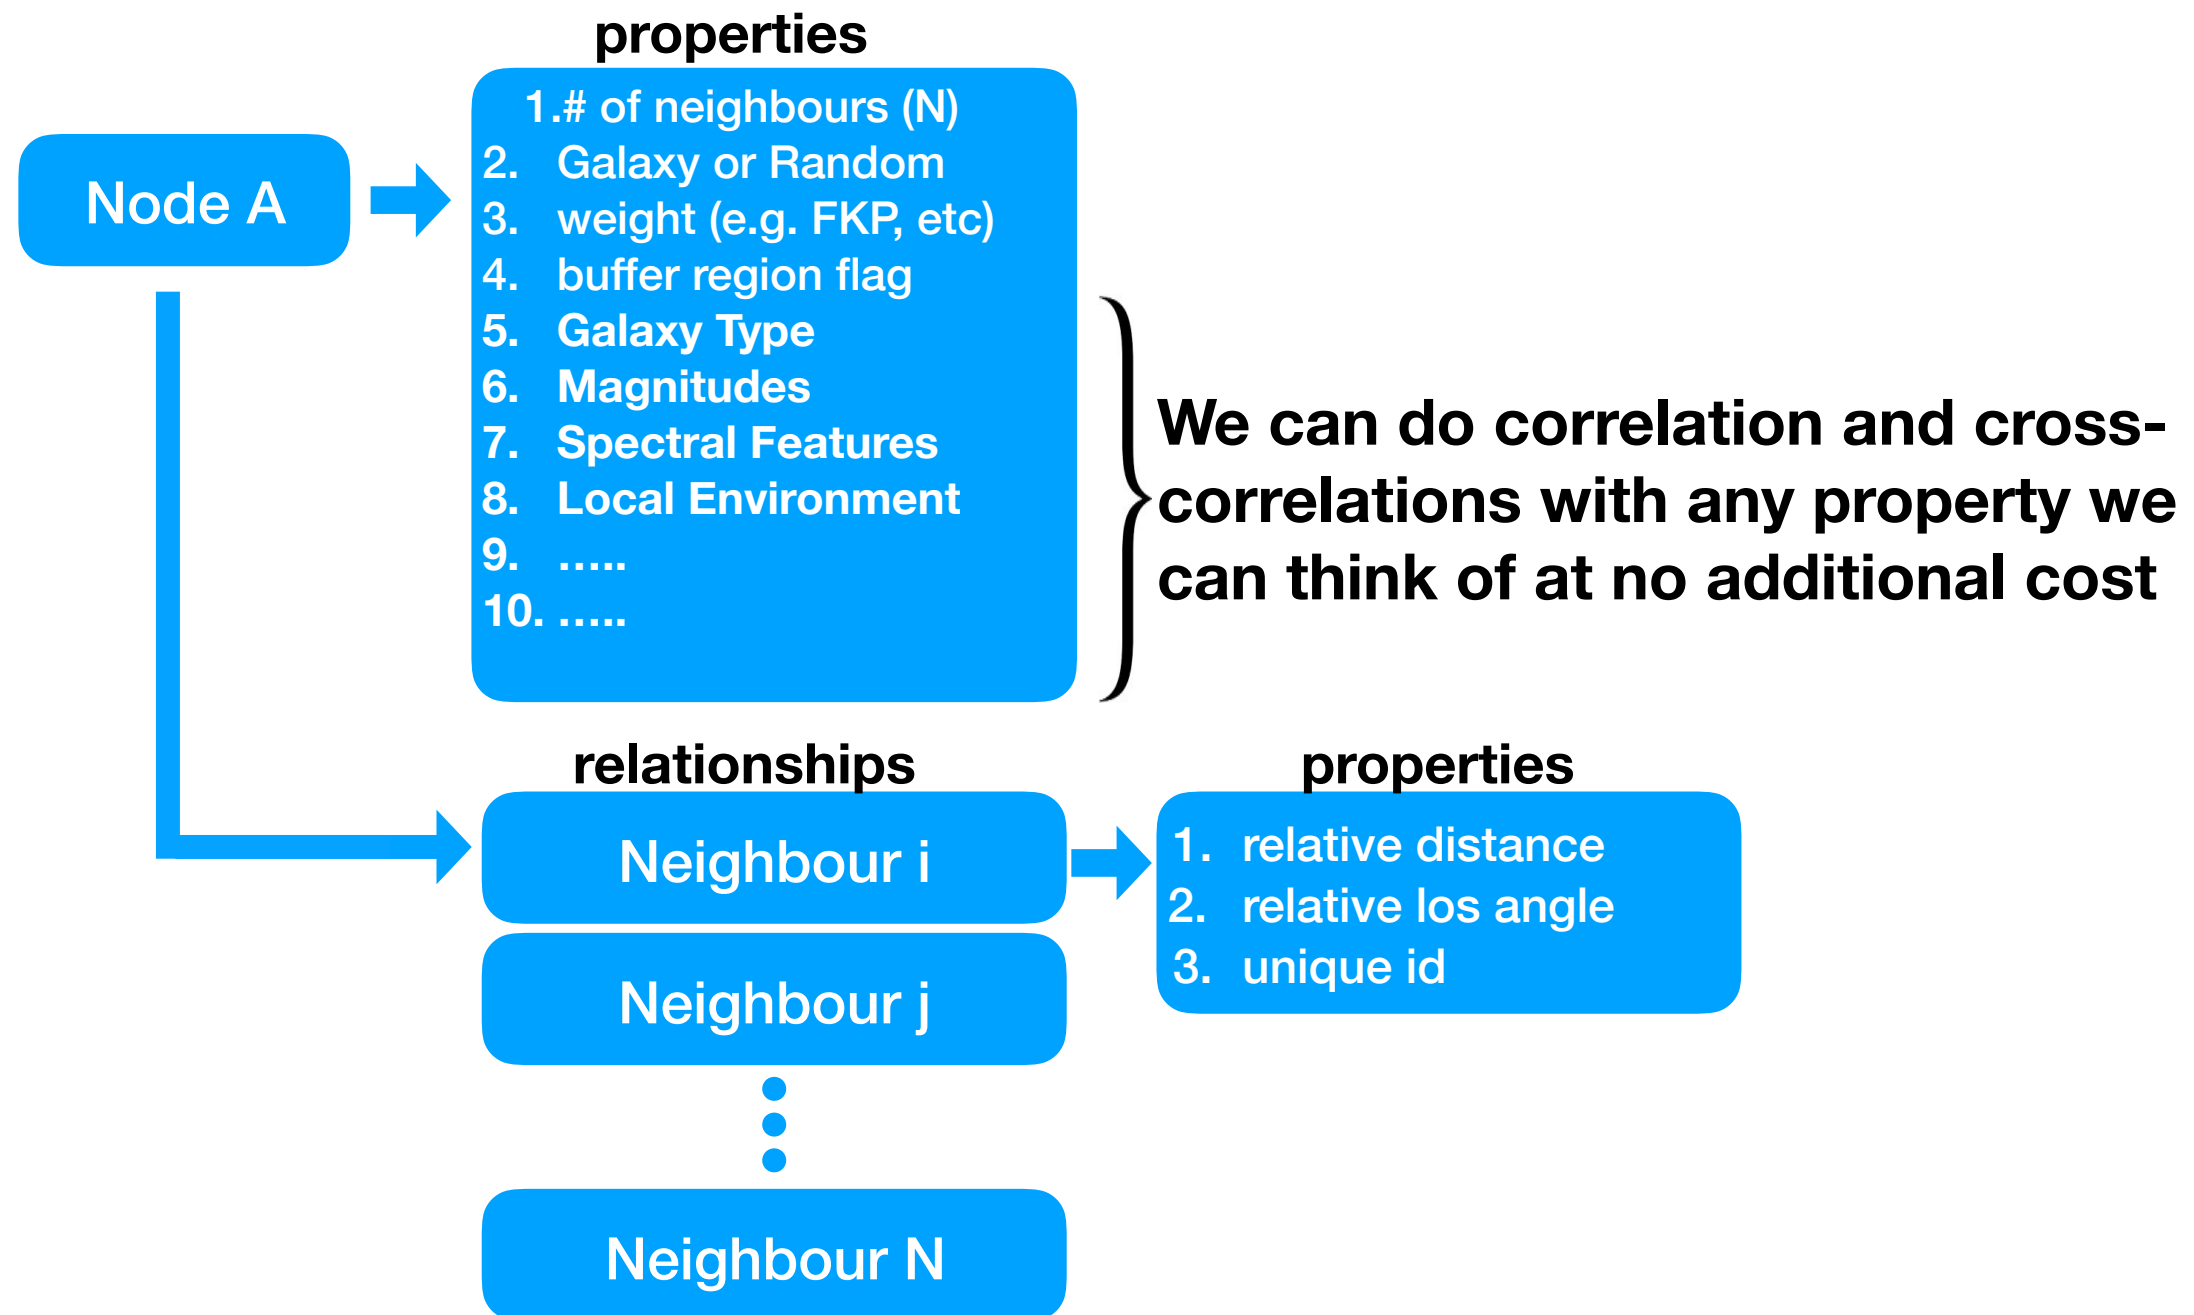 properties
Node A
1.# of neighbours (N)
2. Galaxy or Random
3. weight (e.g. FKP, etc)
4. buffer region flag
5. Galaxy Type
6. Magnitudes
7. Spectral Features
8. Local Environment
9. .....
10. .....
We can do correlation and cross-
correlations with any property we
can think of at no additional cost
relationships
Neighbour i
Neighbour j
Neighbour N
properties
1. relative distance
2. relative los angle
3. unique id